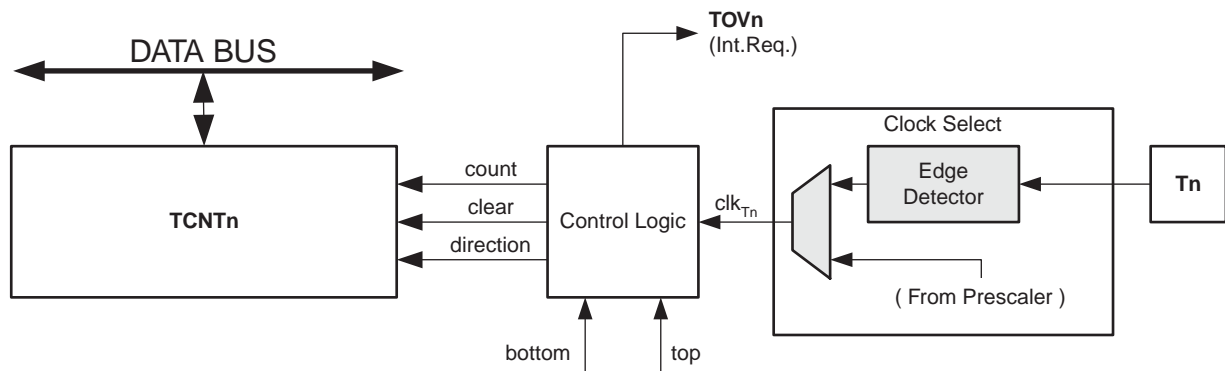 TOVn
(Int.Req.)
DATA BUS
Clock Select
count
clear
direction
TCNTn
Control Logic
clkTn
Edge
Detector
Tn
( From Prescaler )
bottom
top